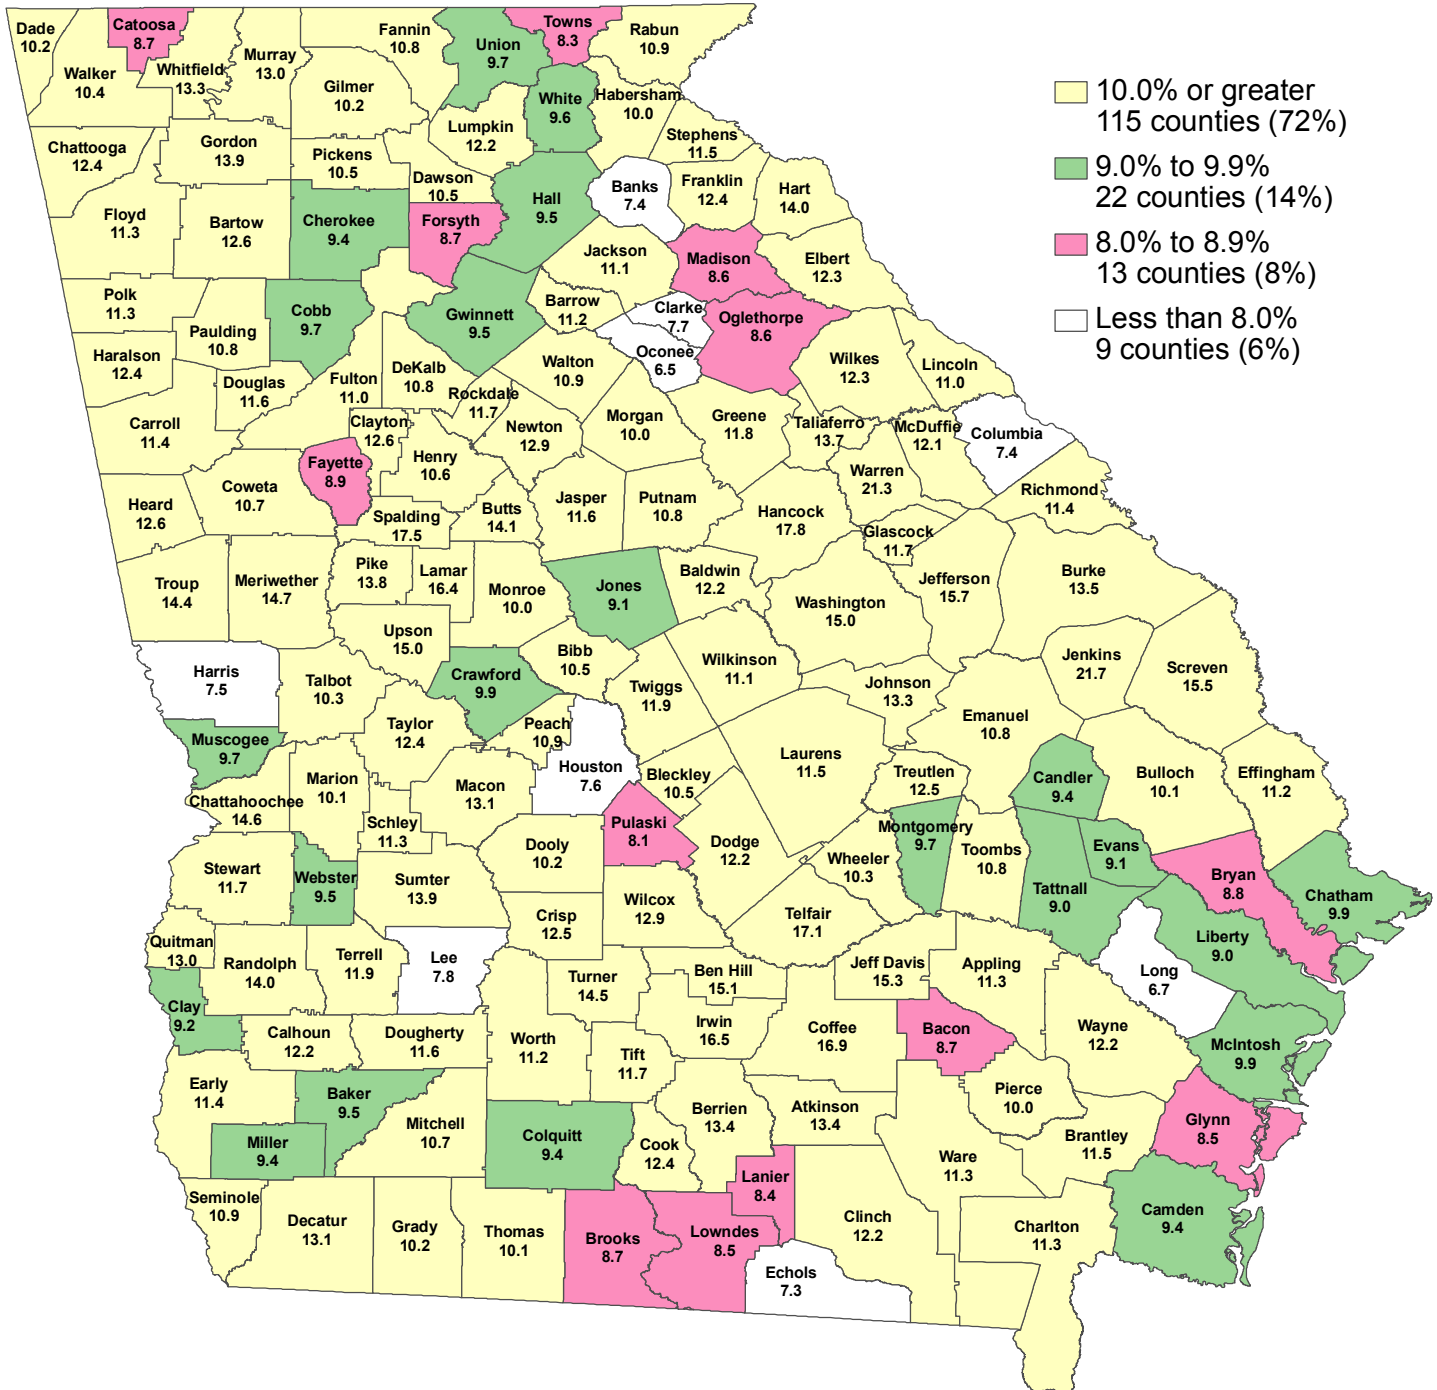 Dade
10.2
Catoosa
8.7
Walker
10.4
Whitfield
13.3
Murray
13.0
Fannin
10.8
Gilmer
10.2
Union
9.7
Towns
8.3
Rabun
10.9
White
9.6
Habersham
10.0
Lumpkin
12.2
Stephens
11.5
Chattooga
12.4
Gordon
13.9
Pickens
10.5
Dawson
10.5
Hall
9.5
Banks
7.4
Franklin
12.4
Hart
14.0
Floyd
11.3
Bartow
12.6
Cherokee
9.4
Forsyth
8.7
Jackson
11.1
Madison
8.6
Elbert
12.3
Polk
11.3
Paulding
10.8
Cobb
9.7
Gwinnett
9.5
Barrow
11.2
Clarke
7.7
Oconee
6.5
Oglethorpe
8.6
Haralson
12.4
Douglas
11.6
Fulton
11.0
DeKalb
10.8
Rockdale
11.7
Walton
10.9
Wilkes
12.3
Lincoln
11.0
Carroll
11.4
Clayton
12.6
Newton
12.9
Morgan
10.0
Greene
11.8
Taliaferro
13.7
McDuffie
12.1
Columbia
7.4
Fayette
8.9
Henry
10.6
Heard
12.6
Coweta
10.7
Spalding
17.5
Butts
14.1
Jasper
11.6
Putnam
10.8
Hancock
17.8
Warren
21.3
Glascock
11.7
Richmond
11.4
Troup
14.4
Meriwether
14.7
Pike
13.8
Lamar
16.4
Monroe
10.0
Jones
9.1
Baldwin
12.2
Washington
15.0
Jefferson
15.7
Burke
13.5
Upson
15.0
Harris
7.5
Talbot
10.3
Crawford
9.9
Bibb
10.5
Twiggs
11.9
Wilkinson
11.1
Johnson
13.3
Jenkins
21.7
Screven
15.5
Muscogee
9.7
Taylor
12.4
Peach
10.9
Houston
7.6
Bleckley
10.5
Laurens
11.5
Emanuel
10.8
Treutlen
12.5
Candler
9.4
Bulloch
10.1
Effingham
11.2
Chattahoochee
14.6
Marion
10.1
Schley
11.3
Macon
13.1
Pulaski
8.1
Dooly
10.2
Dodge
12.2
Montgomery
9.7
Wheeler
10.3
Toombs
10.8
Evans
9.1
Tattnall
9.0
Bryan
8.8
Chatham
9.9
Stewart
11.7
Webster
9.5
Sumter
13.9
Crisp
12.5
Wilcox
12.9
Telfair
17.1
Liberty
9.0
Long
6.7
Quitman
13.0
Randolph
14.0
Terrell
11.9
Lee
7.8
Turner
14.5
Ben Hill
15.1
Jeff Davis
15.3
Appling
11.3
Clay
9.2
Calhoun
12.2
Dougherty
11.6
Worth
11.2
Tift
11.7
Irwin
16.5
Coffee
16.9
Bacon
8.7
Wayne
12.2
McIntosh
9.9
Early
11.4
Baker
9.5
Miller
9.4
Mitchell
10.7
Colquitt
9.4
Cook
12.4
Berrien
13.4
Atkinson
13.4
Pierce
10.0
Brantley
11.5
Glynn
8.5
Ware
11.3
Seminole
10.9
Decatur
13.1
Grady
10.2
Thomas
10.1
Brooks
8.7
Lowndes
8.5
Lanier
8.4
Echols
7.3
Clinch
12.2
Charlton
11.3
Camden
9.4
10.0% or greater
115 counties (72%)
9.0% to 9.9%
22 counties (14%)
8.0% to 8.9%
13 counties (8%)
Less than 8.0%
9 counties (6%)